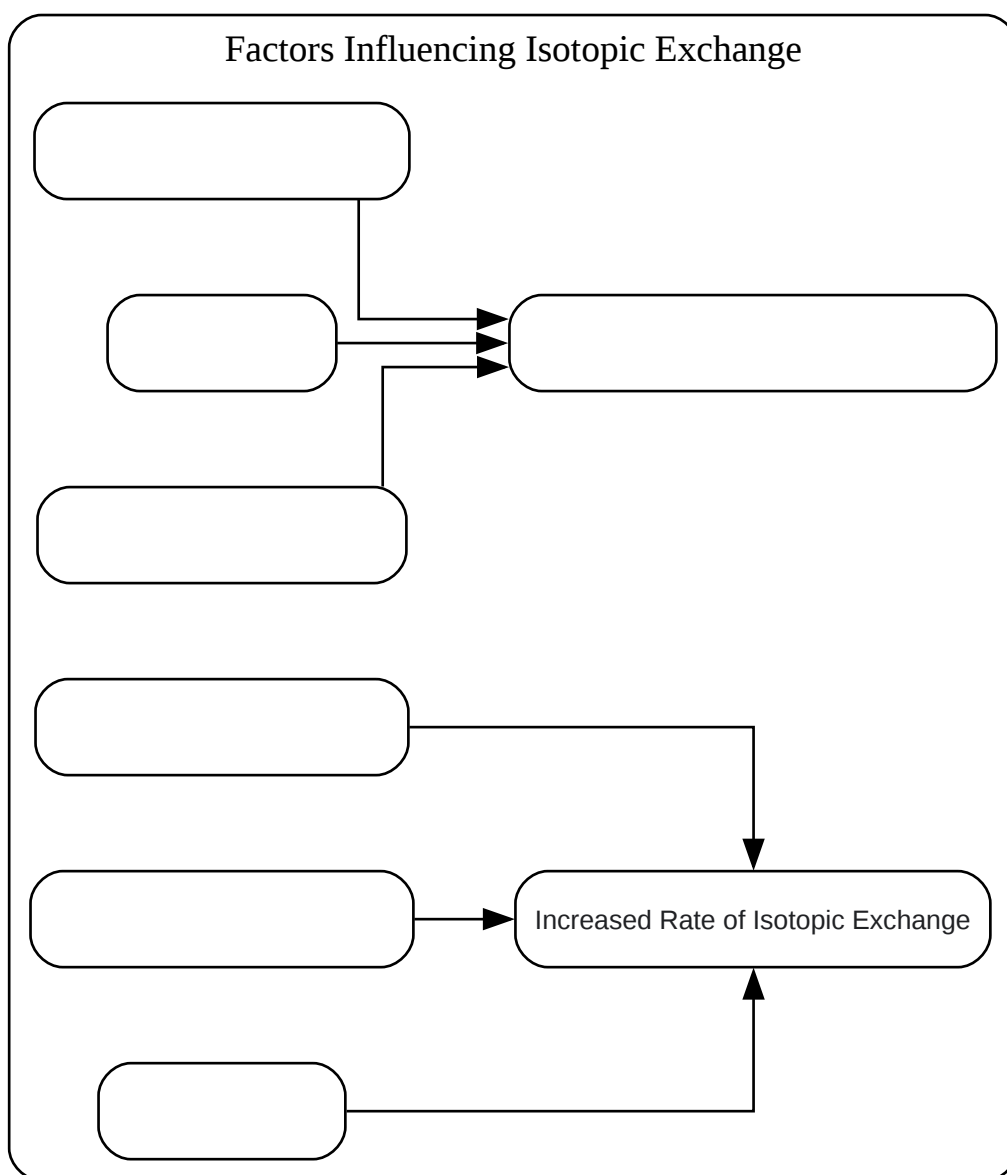 Factors Influencing Isotopic Exchange
Increased Rate of Isotopic Exchange